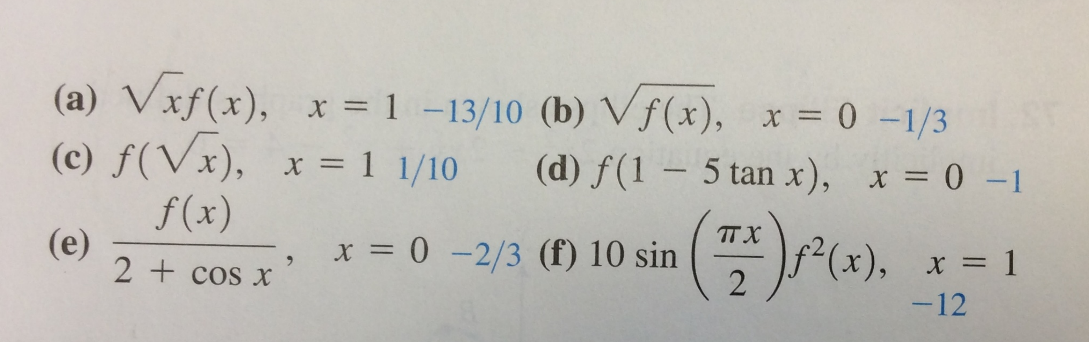 (a) √x f(x), x = 1 −13/10 (b) √f(x), x = 0 −1/3
(c) f(√x), x = 1 1/10 (d) f(1 − 5 tan x), x = 0 −1
(e) f(x)/(2 + cos x), x = 0 −2/3 (f) 10 sin (πx/2) f²(x), x = 1
−12